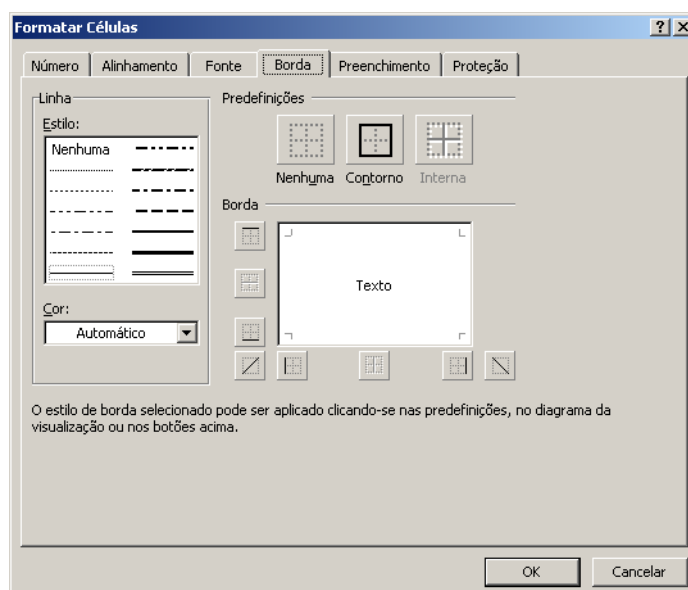 Formatar Células
Número Alinhamento Fonte Borda Preenchimento Proteção
Linha
Estilo:
Nenhuma
Cor:
Automático
Predefinições
Nenhuma Contorno Interna
Borda
Texto
O estilo de borda selecionado pode ser aplicado clicando-se nas predefinições, no diagrama da
visualização ou nos botões acima.
OK Cancelar